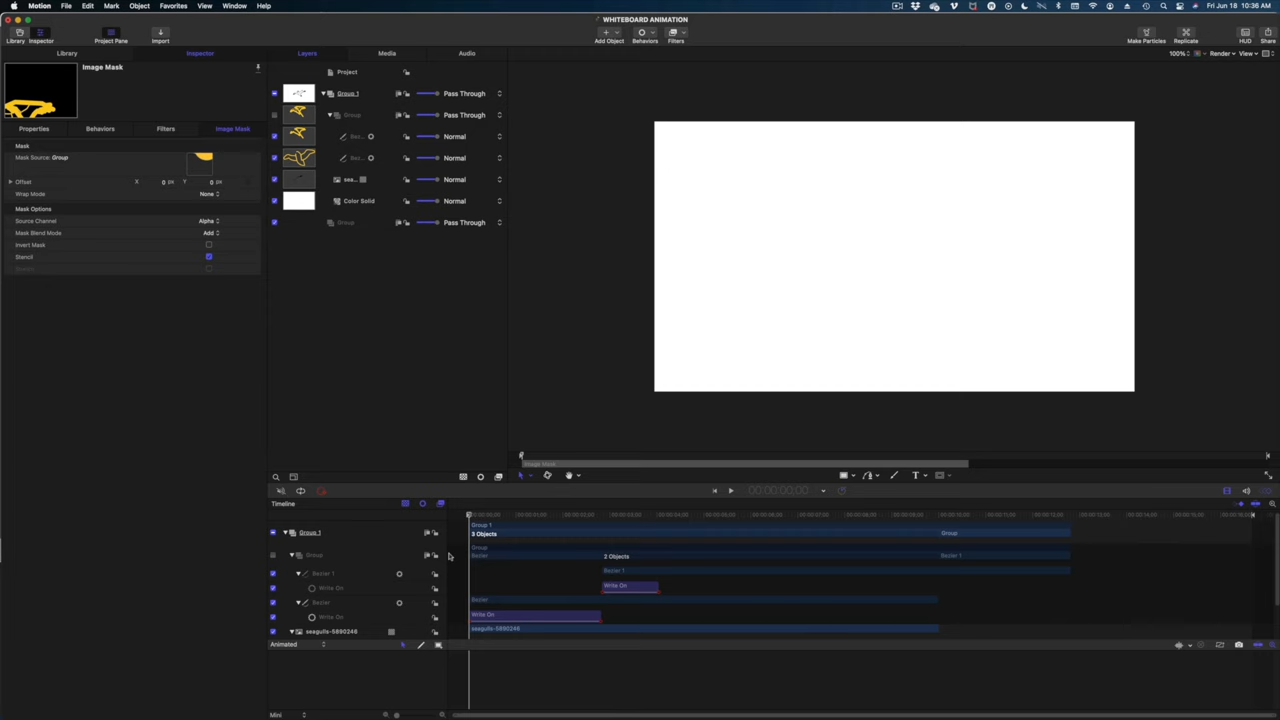 Motion File Edit Mark Object Favorites View Window Help Fri Jun 18 10:36 AM
WHITEBOARD ANIMATION
Library Inspector Project Pane Import Add Object Behaviors Filters Make Particles Replicate HUD Share
Library Inspector Layers Media Audio 100% Render View
Image Mask
Project
Group 1 Pass Through
Group Pass Through
Properties Behaviors Filters Image Mask
Bez... Normal
Mask
Mask Source: Group
Bez... Normal
Offset X 0 px Y 0 px
sea... Normal
Wrap Mode None
Color Solid Normal
Mask Options
Source Channel Alpha
Group Pass Through
Mask Blend Mode Add
Invert Mask
Stencil
Image Mask
T
Timeline
Group 1
Group 1
3 Objects Group
Group
Group
Bezier 2 Objects Bezier 1
Bezier 1
Bezier 1
Write On
Write On
Bezier
Bezier
Write On
Write On
seagulls-5890246
seagulls-5890246
Animated
Mini